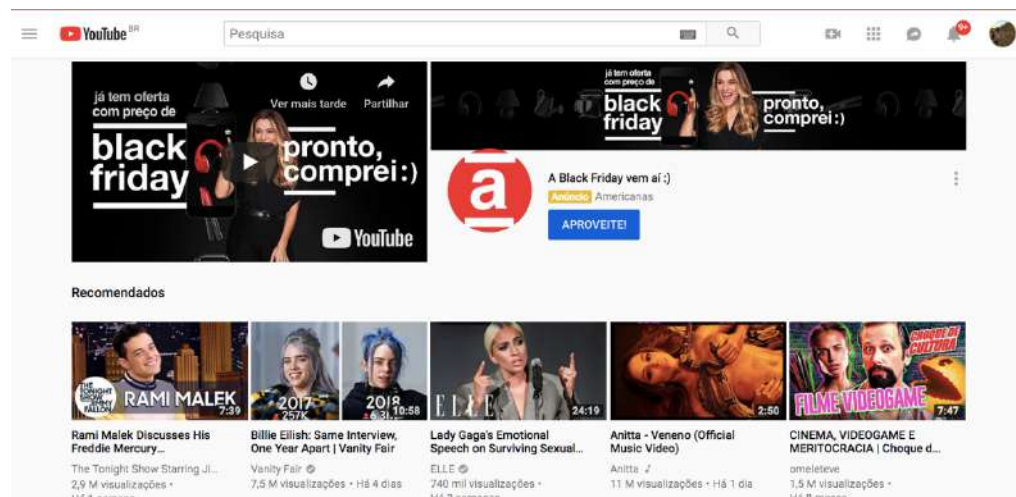 YouTube BR
Pesquisa
9+
já tem oferta
com preço de
black
friday
Ver mais tarde
Partilhar
pronto,
comprei:)
YouTube
já tem oferta
com preço de
black
friday
pronto,
comprei:)
a
A Black Friday vem aí :)
Anúncio Americanas
APROVEITE!
Recomendados
THE
TONIGHT
SHOW
JIMMY
FALLON
RAMI MALEK
7:39
2017
257K
2018
10:58
ELLE
24:19
2:50
CHOQUE DE
CULTURA
FILME VIDEOGAME
7:47
Rami Malek Discusses His
Freddie Mercury...
The Tonight Show Starring Ji...
2,9 M visualizações •
Billie Eilish: Same Interview,
One Year Apart | Vanity Fair
Vanity Fair
7,5 M visualizações • Há 4 dias
Lady Gaga's Emotional
Speech on Surviving Sexual...
ELLE
740 mil visualizações •
Anitta - Veneno (Official
Music Video)
Anitta
11 M visualizações • Há 1 dia
CINEMA, VIDEOGAME E
MERITOCRACIA | Choque d...
omeleteve
1,5 M visualizações •